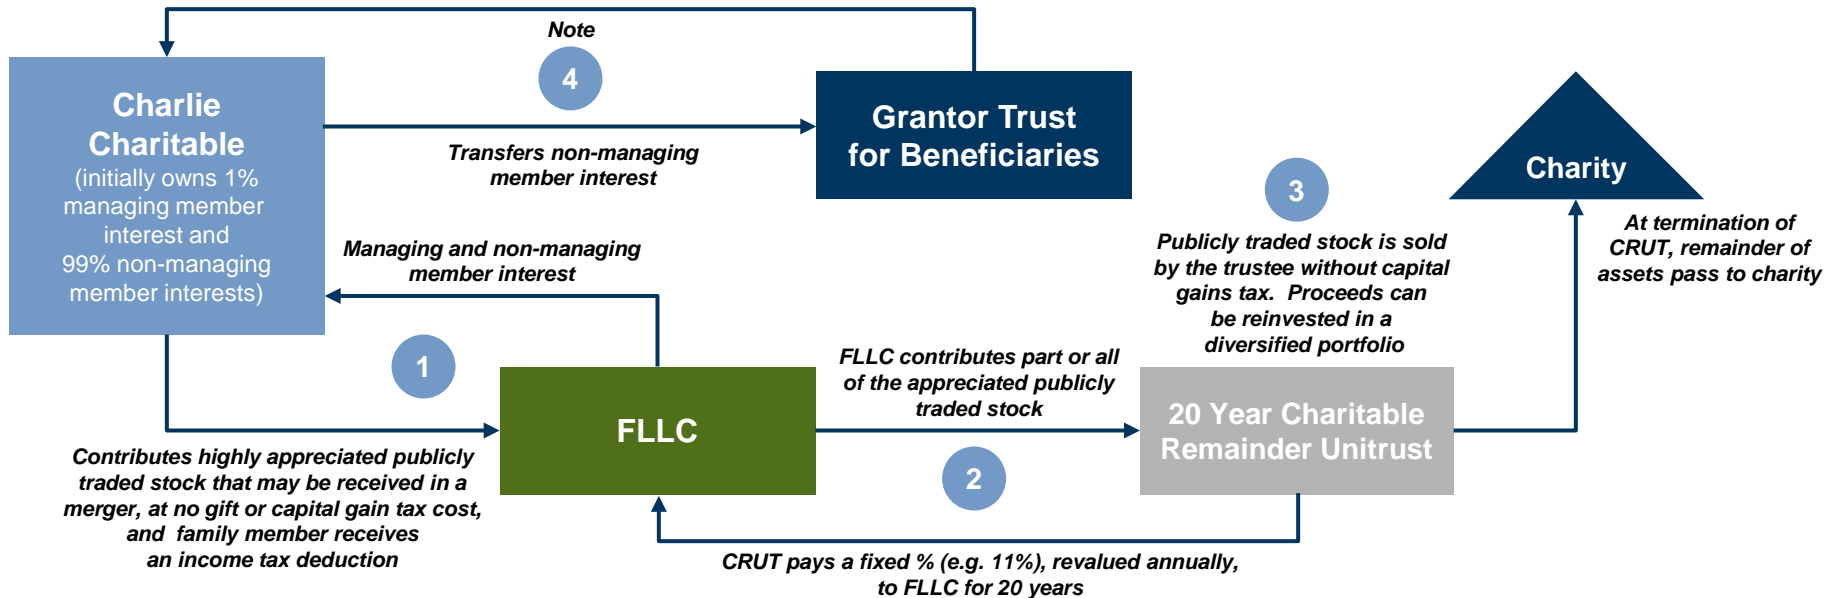 Note
4
Charlie
Charitable
(initially owns 1%
managing member
interest and
99% non-managing
member interests)
Transfers non-managing
member interest
Grantor Trust
for Beneficiaries
Managing and non-managing
member interest
3
Publicly traded stock is sold
by the trustee without capital
gains tax.  Proceeds can
be reinvested in a
diversified portfolio
Charity
At termination of
CRUT, remainder of
assets pass to charity
1
Contributes highly appreciated publicly
traded stock that may be received in a
merger, at no gift or capital gain tax cost,
and  family member receives
an income tax deduction
FLLC
FLLC contributes part or all
of the appreciated publicly
traded stock
2
20 Year Charitable
Remainder Unitrust
CRUT pays a fixed % (e.g. 11%), revalued annually,
to FLLC for 20 years